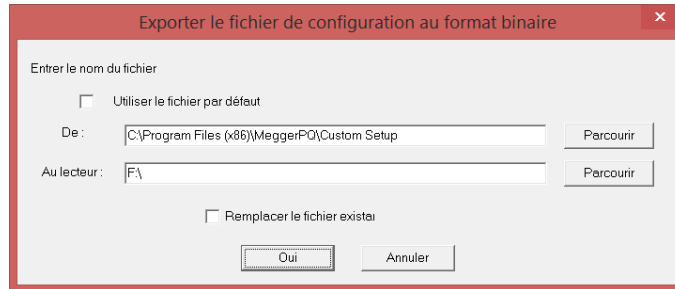 Exporter le fichier de configuration au format binaire
Entrer le nom du fichier
Utiliser le fichier par défaut
De : C:\Program Files (x86)\MeggerPQ\Custom Setup Parcourir
Au lecteur : F:\ Parcourir
Remplacer le fichier existai
Oui Annuler